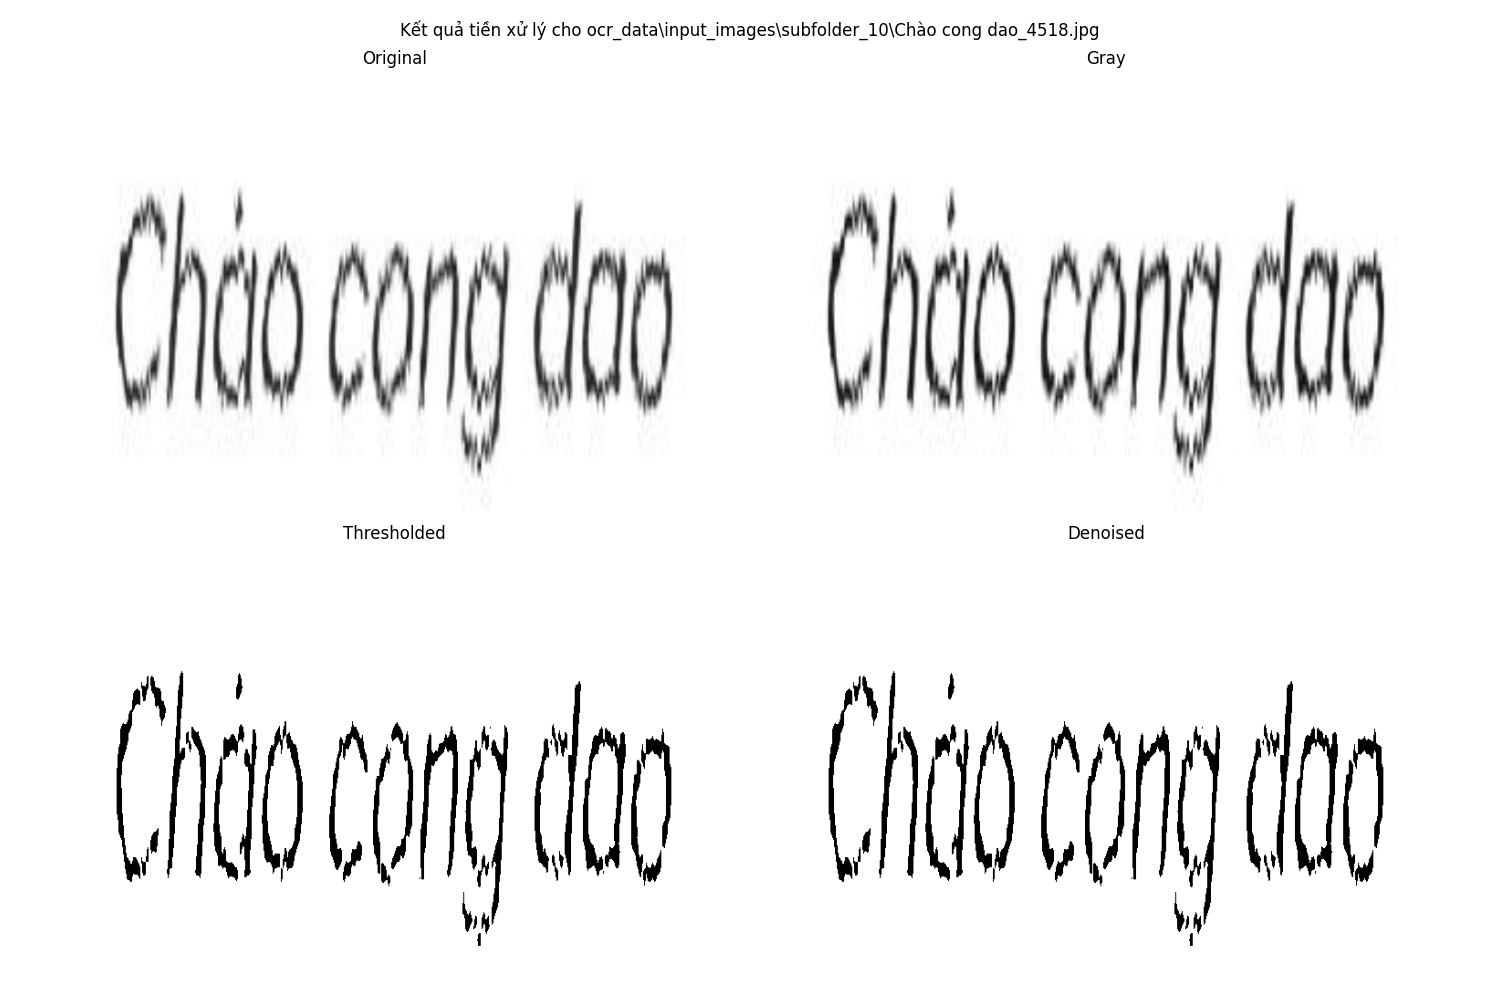 Kết quả tiền xử lý cho ocr_data\input_images\subfolder_10\Chào cong dao_4518.jpg
Original
Gray
Chào cong dao
Chào cong dao
Thresholded
Denoised
Chào cong dao
Chào cong dao